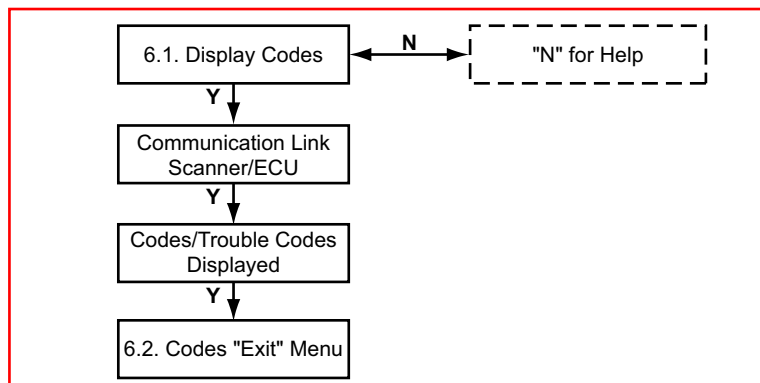 6.1. Display Codes
N
"N" for Help
Y
Communication Link
Scanner/ECU
Y
Codes/Trouble Codes
Displayed
Y
6.2. Codes "Exit" Menu